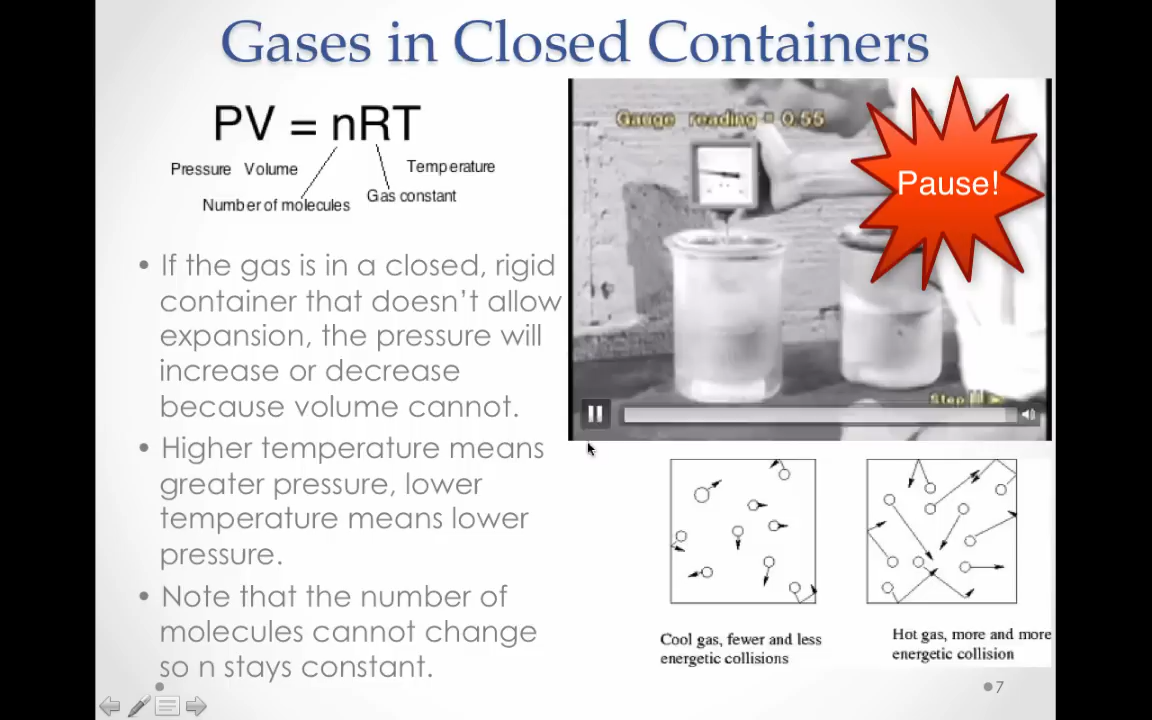 Gases in Closed Containers
PV = nRT
Pressure Volume
Temperature
Number of molecules
Gas constant
• If the gas is in a closed, rigid
container that doesn’t allow
expansion, the pressure will
increase or decrease
because volume cannot.
• Higher temperature means
greater pressure, lower
temperature means lower
pressure.
• Note that the number of
molecules cannot change
so n stays constant.
Gauge reading = 0.55
Pause!
Step
Cool gas, fewer and less
energetic collisions
Hot gas, more and more
energetic collision
7